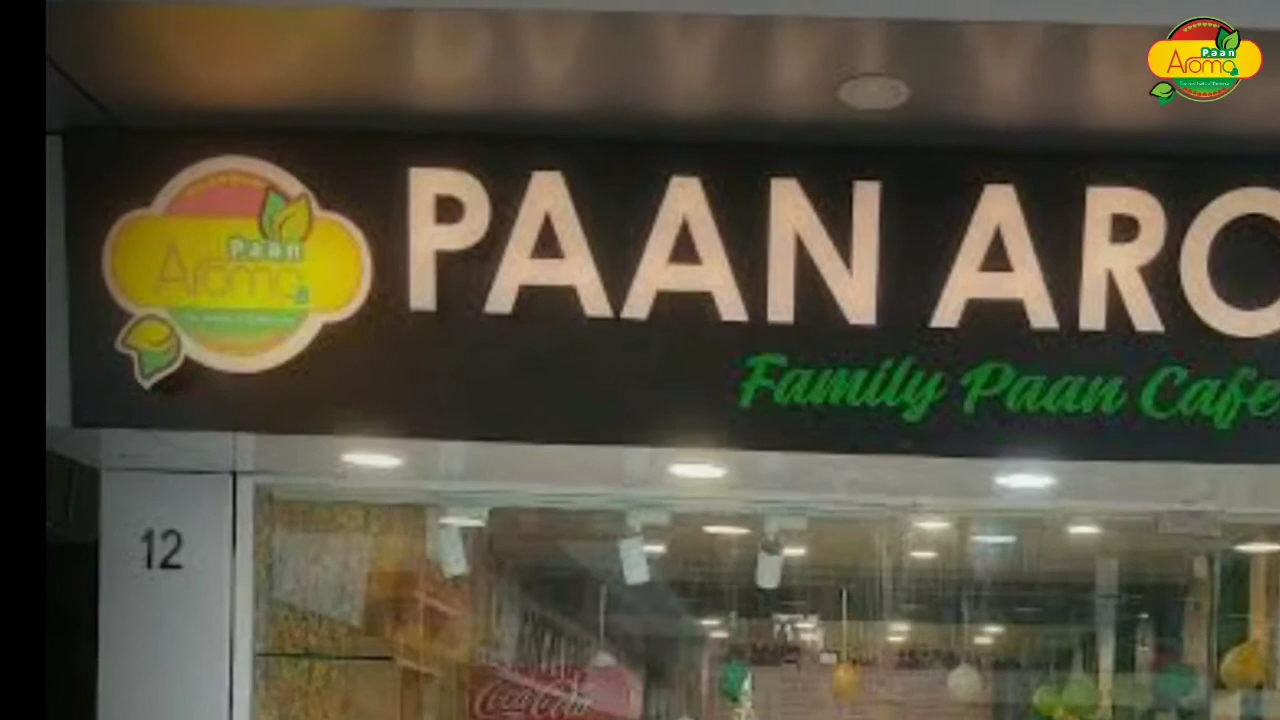 Paan
Aroma
PAAN ARO
Paan
Aroma
Family Paan Cafe
12
Coca-Cola